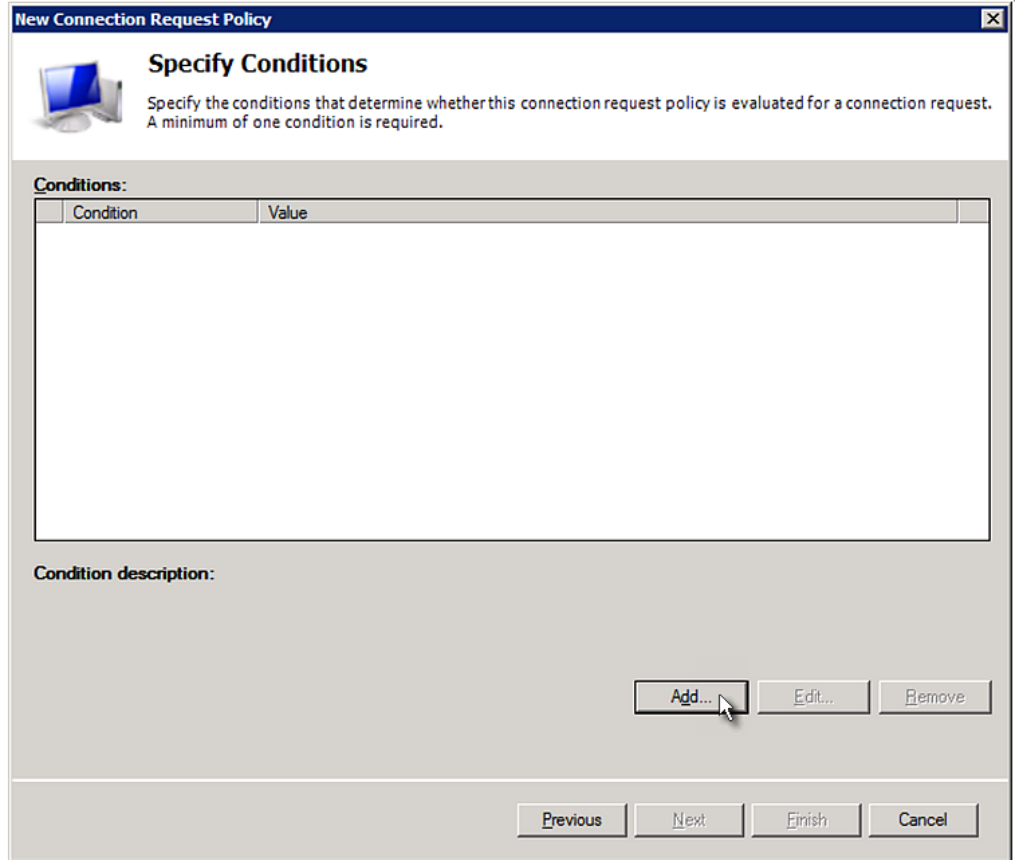 New Connection Request Policy
Specify Conditions
Specify the conditions that determine whether this connection request policy is evaluated for a connection request.
A minimum of one condition is required.
Conditions:
Condition Value
Condition description:
Add... Edit... Remove
Previous Next Finish Cancel